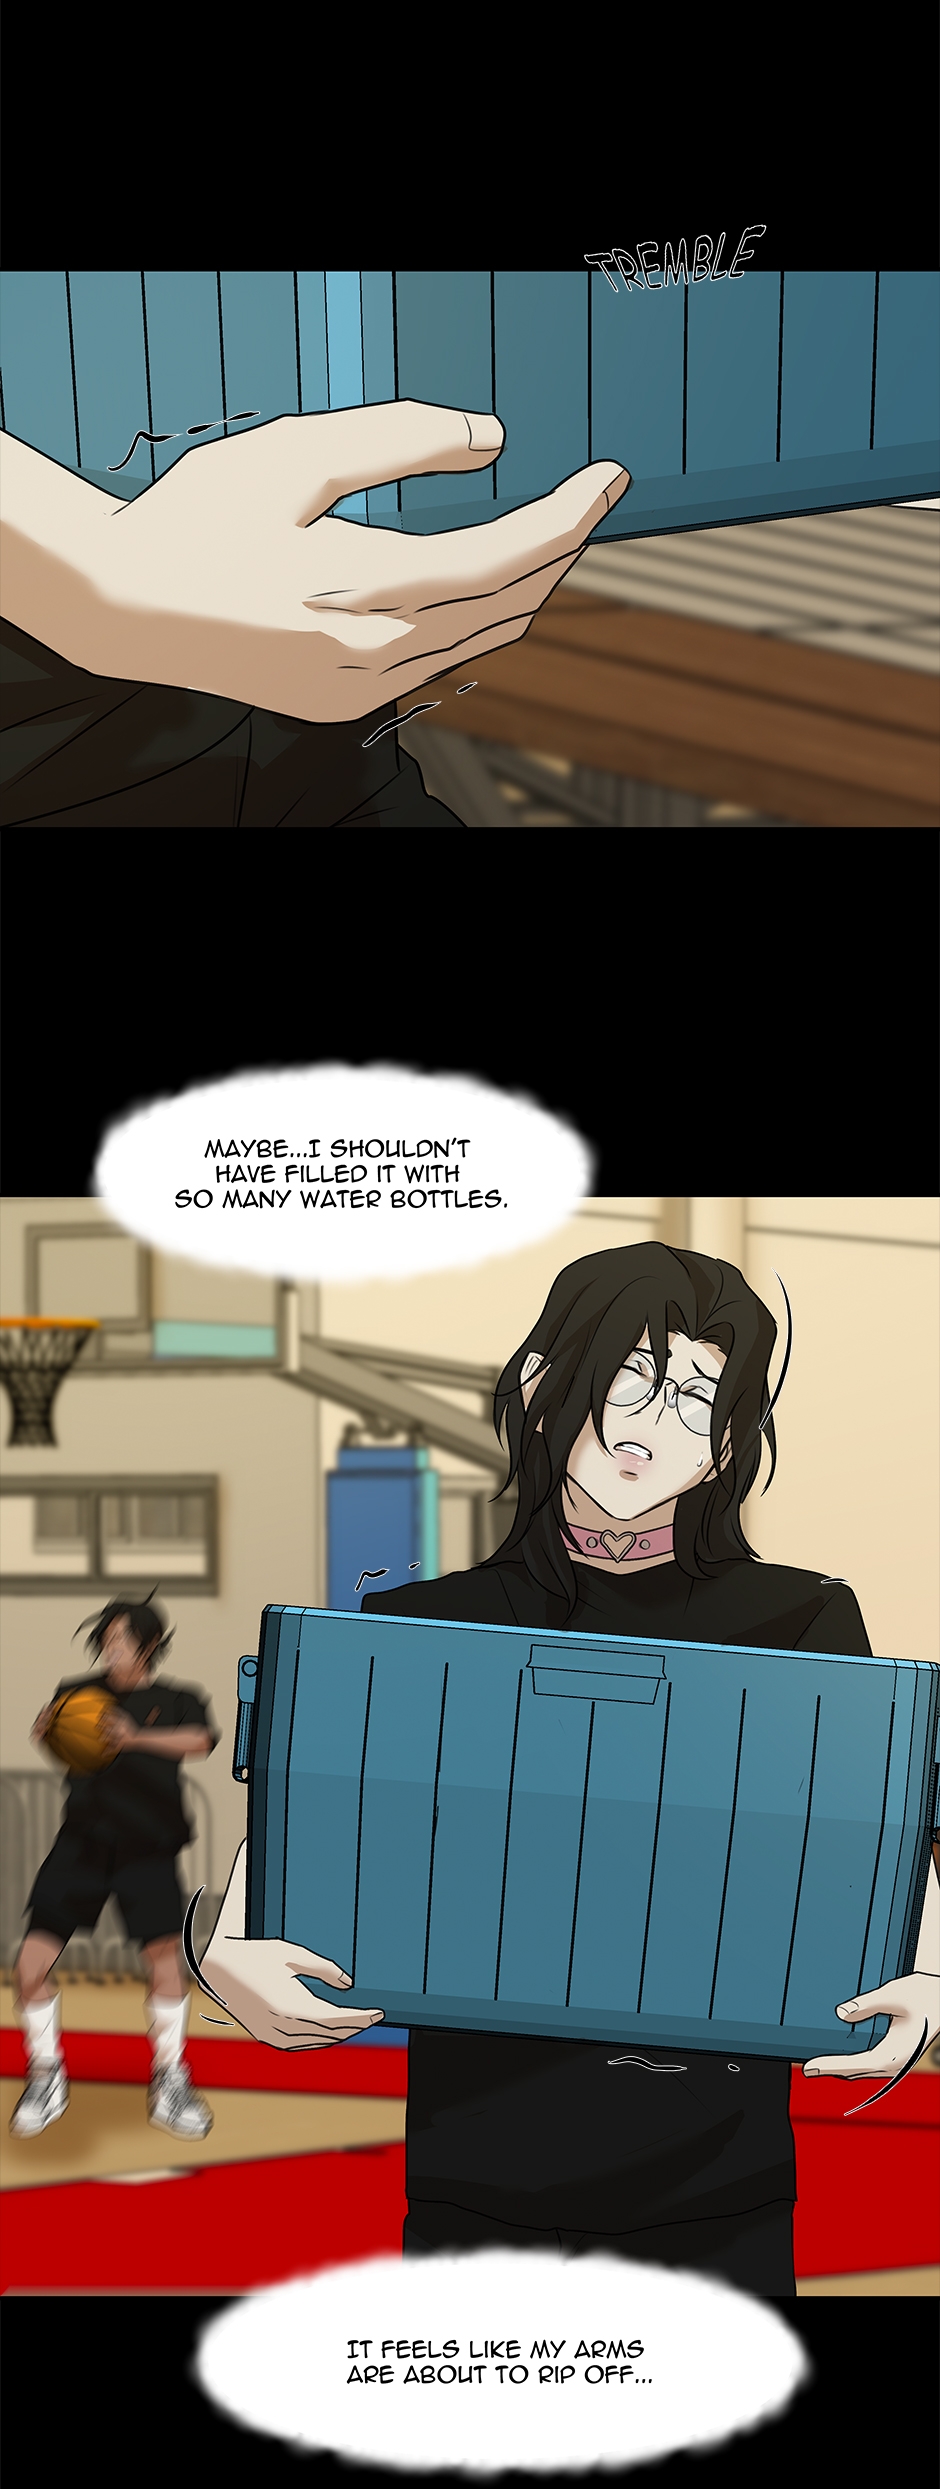 TREMBLE
MAYBE...I SHOULDN'T
HAVE FILLED IT WITH
SO MANY WATER BOTTLES.
IT FEELS LIKE MY ARMS
ARE ABOUT TO RIP OFF...